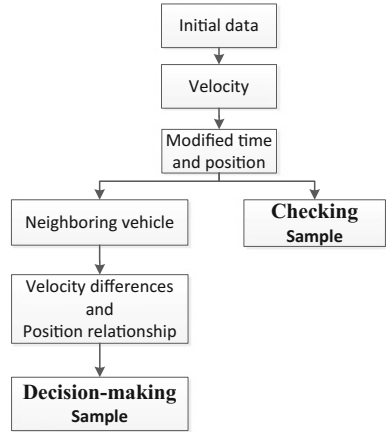 Initial data
Velocity
Modified time
and position
Neighboring vehicle
Checking
Sample
Velocity differences
and
Position relationship
Decision-making
Sample